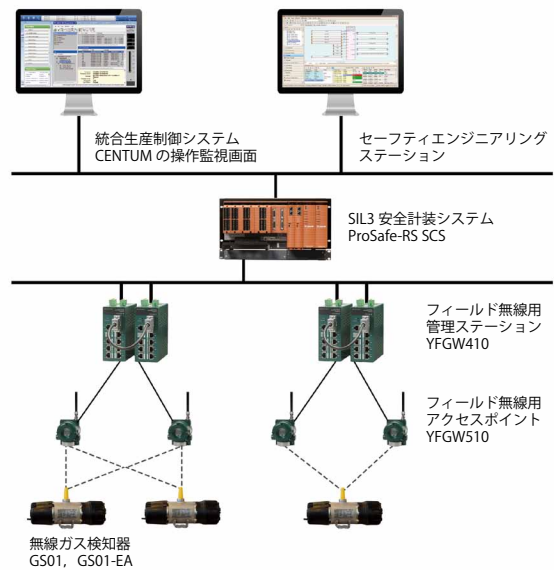 統合生産制御システム
CENTUM の操作監視画面
セーフティエンジニアリング
ステーション
SIL3 安全計装システム
ProSafe-RS SCS
フィールド無線用
管理ステーション
YFGW410
フィールド無線用
アクセスポイント
YFGW510
無線ガス検知器
GS01，GS01-EA